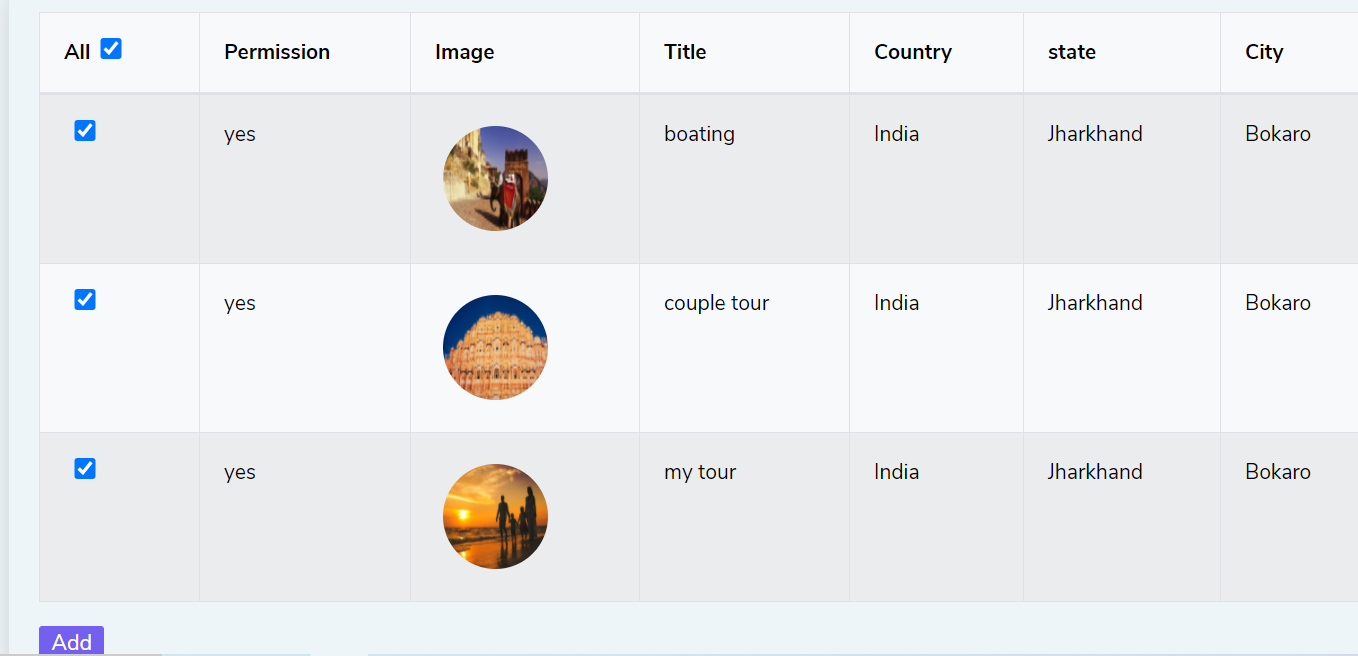 All Permission Image Title Country state City
yes boating India Jharkhand Bokaro
yes couple tour India Jharkhand Bokaro
yes my tour India Jharkhand Bokaro
Add